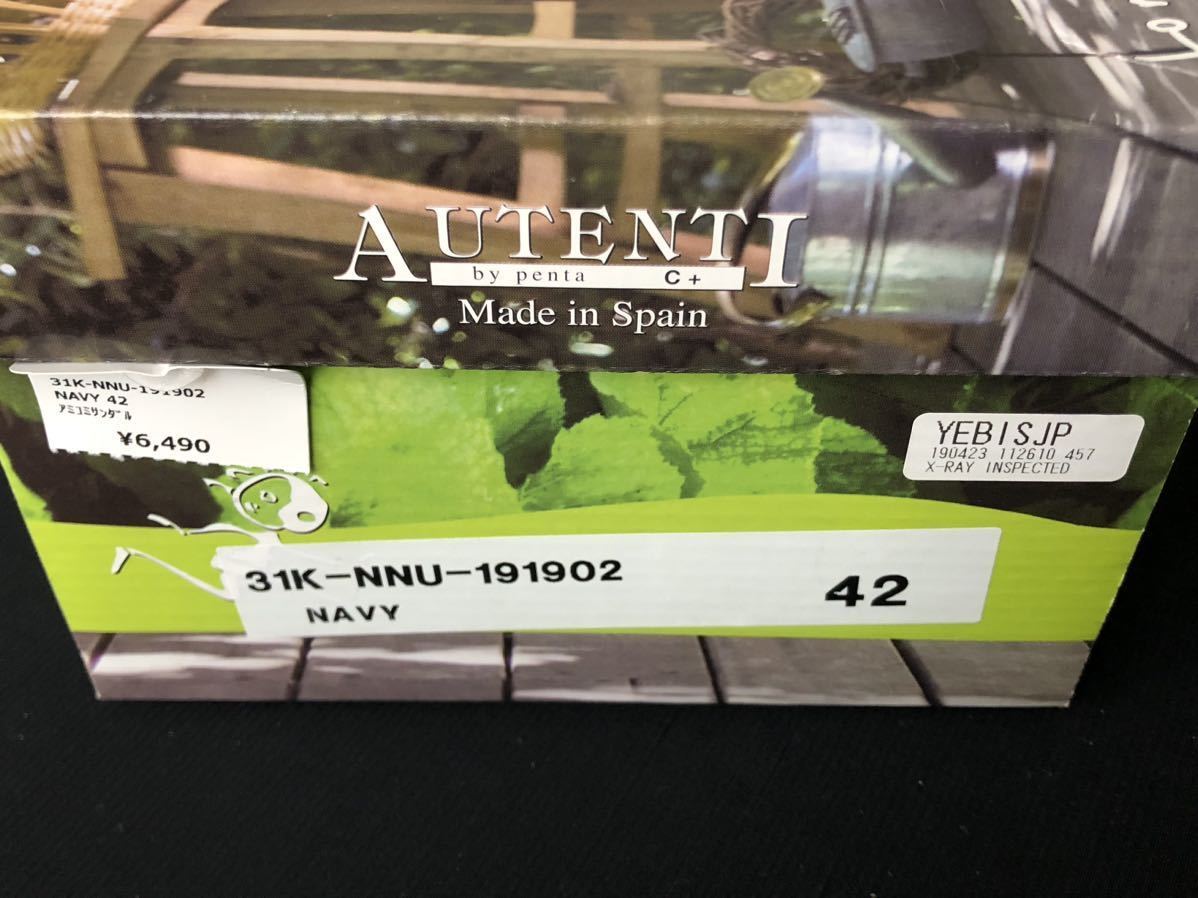 AUTENTI
by penta C+
Made in Spain
31K-NNU-191902
NAVY 42
アミコミサンダル
¥6,490
YEBISJP
190423 112610 457
X-RAY INSPECTED
31K-NNU-191902
NAVY
42